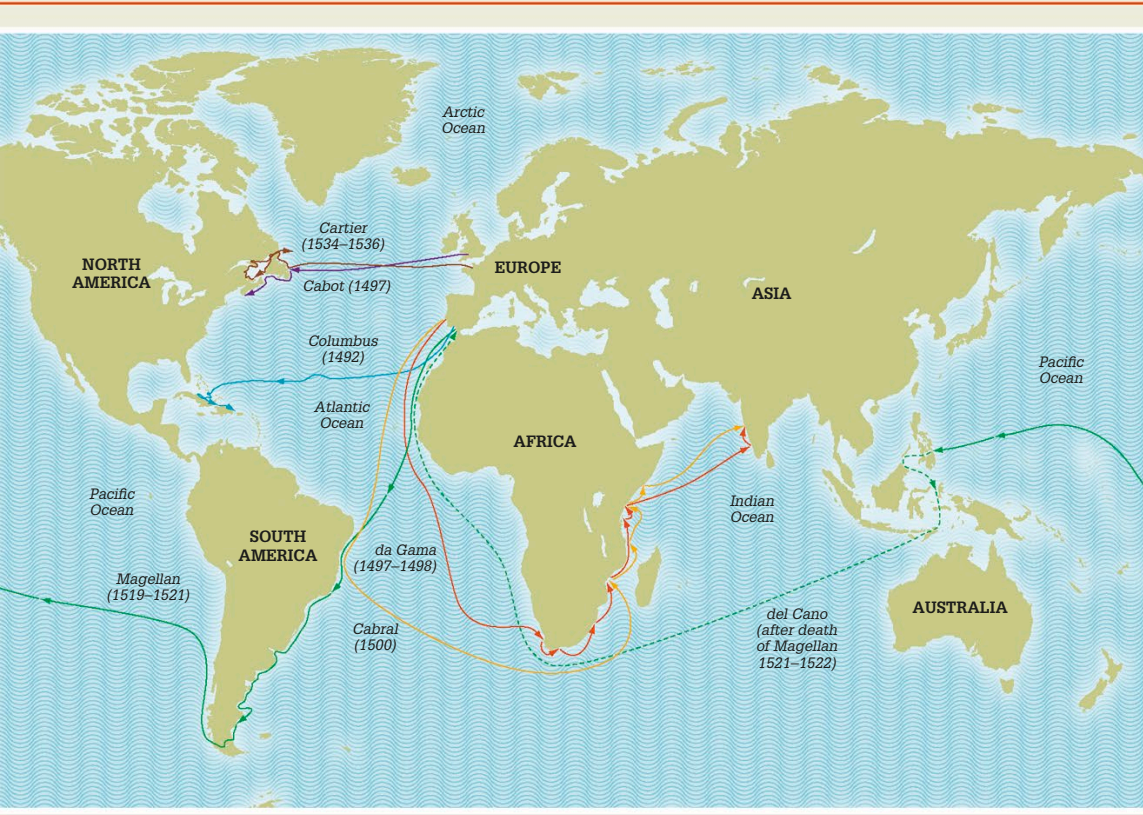 Arctic
Ocean
Cartier
(1534–1536)
NORTH
AMERICA
EUROPE
Cabot (1497)
ASIA
Columbus
(1492)
Pacific
Ocean
Atlantic
Ocean
AFRICA
Pacific
Ocean
Indian
Ocean
SOUTH
AMERICA
da Gama
(1497–1498)
Magellan
(1519–1521)
AUSTRALIA
Cabral
(1500)
del Cano
(after death
of Magellan
1521–1522)